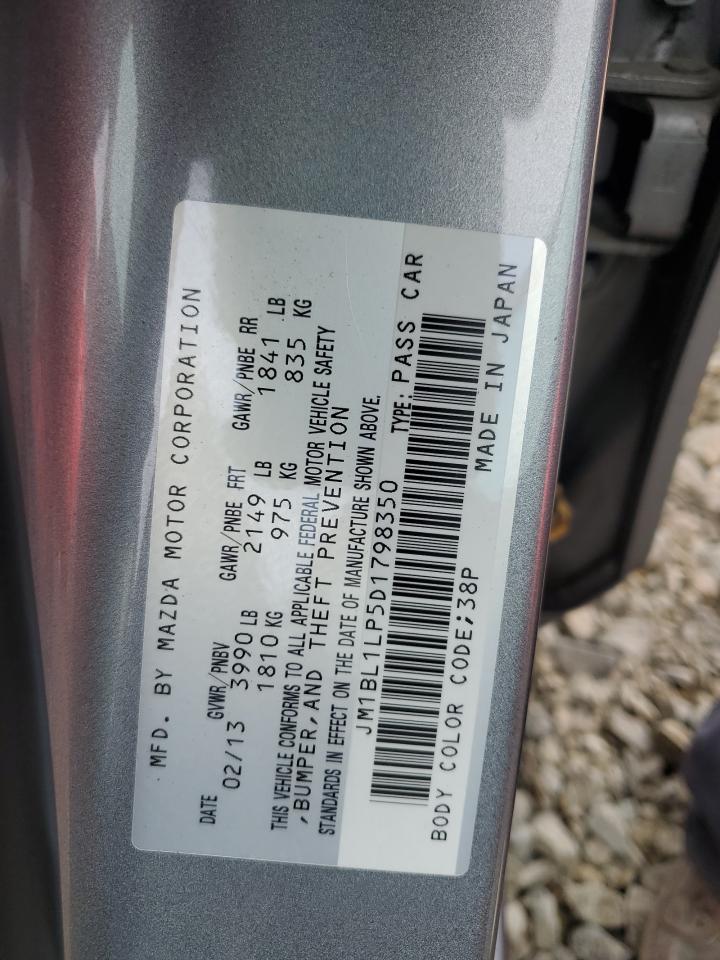 MFD. BY MAZDA MOTOR CORPORATION
DATE GVWR/PNBV GAWR/PNBE FRT GAWR/PNBE RR
02/13 3990 LB 2149 LB 1841 LB
1810 KG 975 KG 835 KG
THIS VEHICLE CONFORMS TO ALL APPLICABLE FEDERAL MOTOR VEHICLE SAFETY
,BUMPER,AND THEFT PREVENTION
STANDARDS IN EFFECT ON THE DATE OF MANUFACTURE SHOWN ABOVE.
JM1BL1LP5D1798350 TYPE: PASS CAR
BODY COLOR CODE;38P MADE IN JAPAN